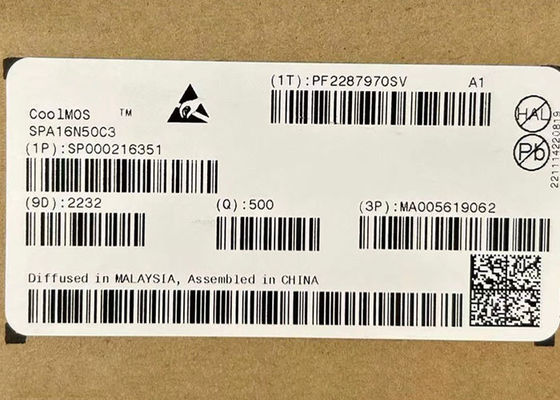 (1T):PF2287970SV A1
CoolMOS ™
SPA16N50C3
(1P):SP000216351
HAL
Pb
221114220819
(9D):2232 (Q):500 (3P):MA005619062
Diffused in MALAYSIA, Assembled in CHINA